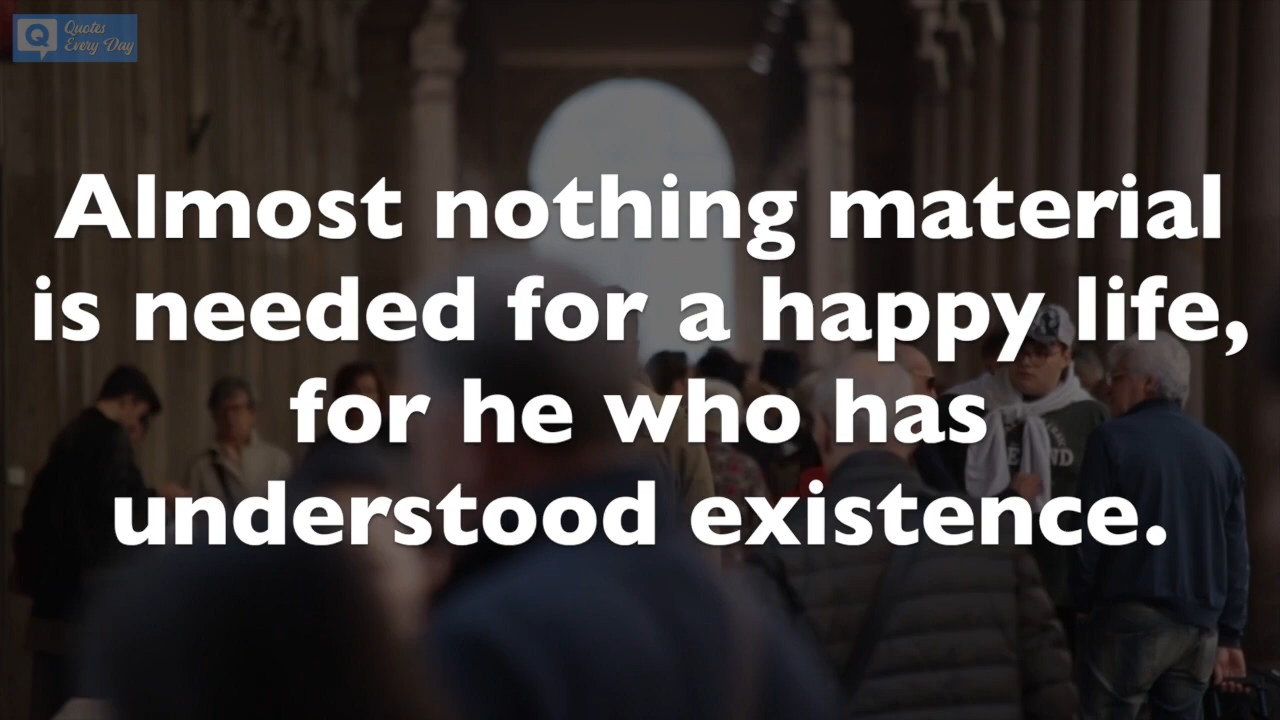 Quotes
Every Day
Almost nothing material
is needed for a happy life,
for he who has
understood existence.